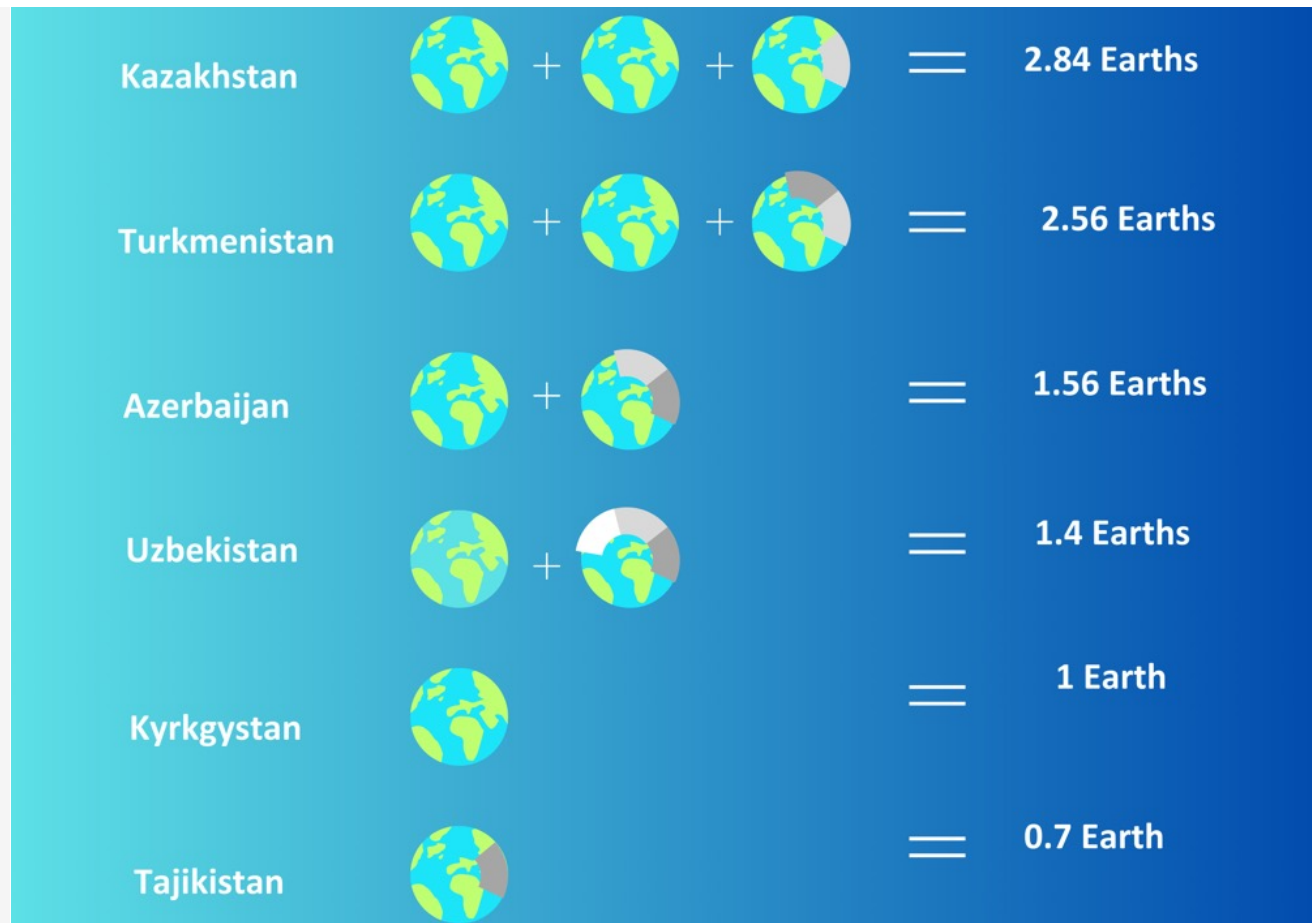 Kazakhstan + + = 2.84 Earths
Turkmenistan + + = 2.56 Earths
Azerbaijan + = 1.56 Earths
Uzbekistan + = 1.4 Earths
Kyrkgystan = 1 Earth
Tajikistan = 0.7 Earth